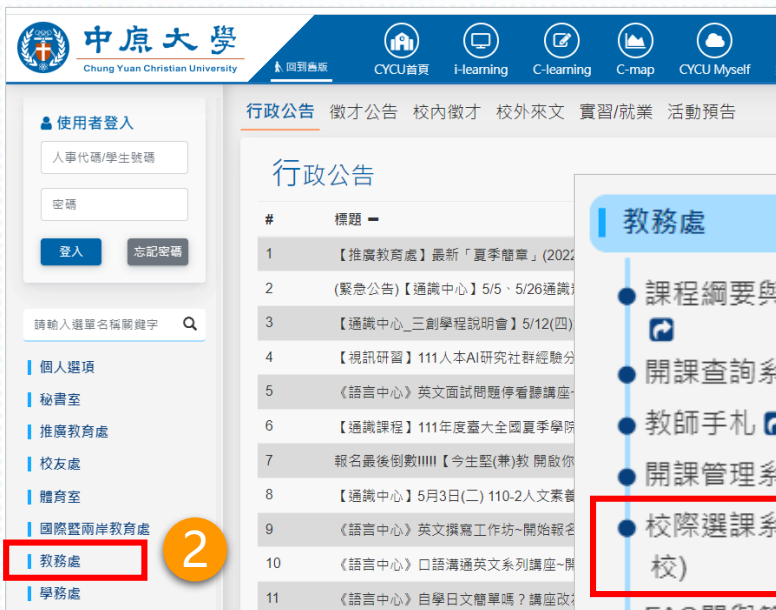 中原大學
Chung Yuan Christian University
回到舊版
CYCU首頁
i-learning
C-learning
C-map
CYCU Myself
使用者登入
人事代碼/學生號碼
密碼
登入
忘記密碼
請輸入選單名稱關鍵字
個人選項
秘書室
推廣教育處
校友處
體育室
國際暨兩岸教育處
教務處
學務處
2
行政公告 徵才公告 校內徵才 校外來文 實習/就業 活動預告
行政公告
# 標題
1 【推廣教育處】最新「夏季簡章」(2022
2 (緊急公告)【通識中心】5/5、5/26通識
3 【通識中心_三創學程說明會】5/12(四)
4 【視訊研習】111人本AI研究社群經驗分
5 《語言中心》英文面試問題停看聽講座~
6 【通識課程】111年度臺大全國夏季學院
7 報名最後倒數!!!!!【今生堅(兼)教 開啟你
8 【通識中心】5月3日(二) 110-2人文素養
9 《語言中心》英文撰寫工作坊~開始報名
10 《語言中心》口語溝通英文系列講座~開
11 《語言中心》自學日文簡單嗎？講座改
教務處
課程綱要與
開課查詢系
教師手札
開課管理系
校際選課系
校)